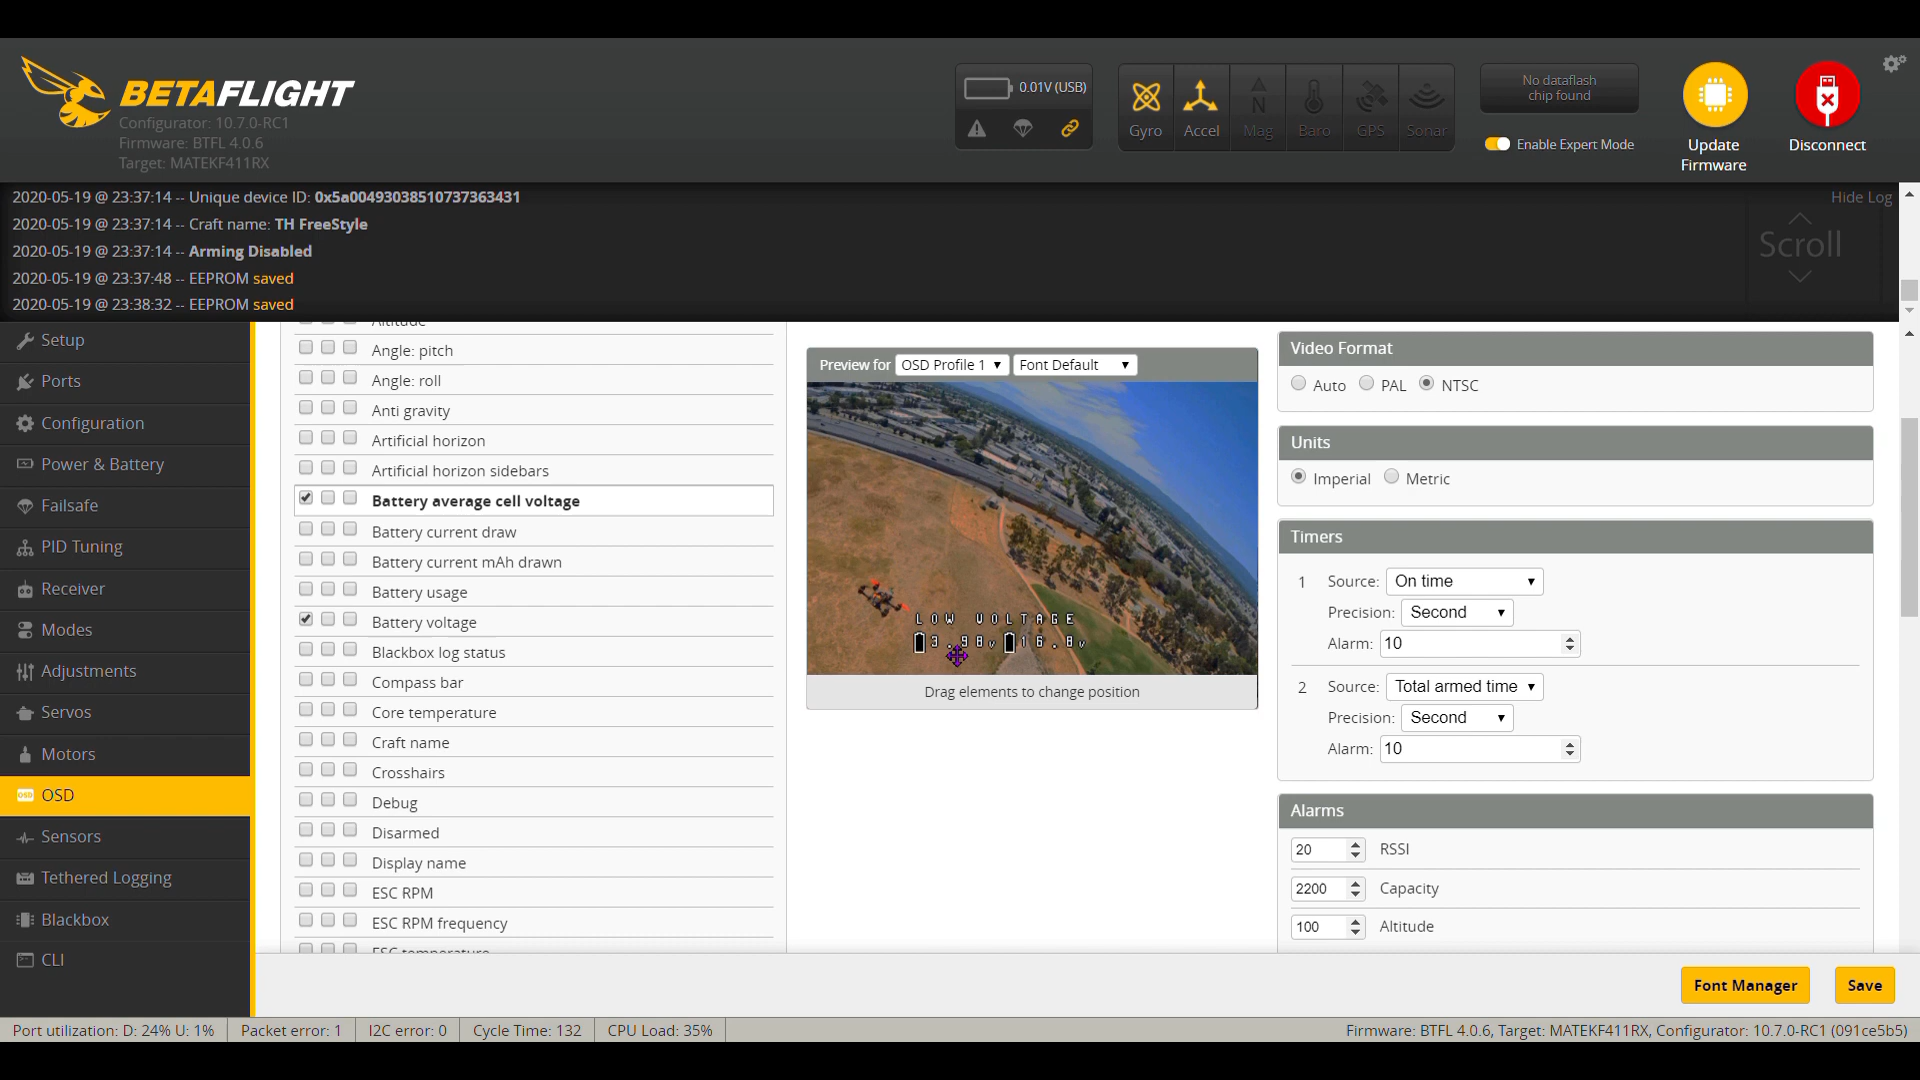 BETAFLIGHT
Configurator: 10.7.0-RC1
Firmware: BTFL 4.0.6
Target: MATEKF411RX
0.01V (USB)
Gyro
Accel
Mag
Baro
GPS
Sonar
No dataflash
chip found
Enable Expert Mode
Update
Firmware
Disconnect
2020-05-19 @ 23:37:14 -- Unique device ID: 0x5a00493038510737363431
2020-05-19 @ 23:37:14 -- Craft name: TH FreeStyle
2020-05-19 @ 23:37:14 -- Arming Disabled
2020-05-19 @ 23:37:48 -- EEPROM saved
2020-05-19 @ 23:38:32 -- EEPROM saved
Hide Log
Scroll
Setup
Ports
Configuration
Power & Battery
Failsafe
PID Tuning
Receiver
Modes
Adjustments
Servos
Motors
OSD
Sensors
Tethered Logging
Blackbox
CLI
Altitude
Angle: pitch
Angle: roll
Anti gravity
Artificial horizon
Artificial horizon sidebars
Battery average cell voltage
Battery current draw
Battery current mAh drawn
Battery usage
Battery voltage
Blackbox log status
Compass bar
Core temperature
Craft name
Crosshairs
Debug
Disarmed
Display name
ESC RPM
ESC RPM frequency
ESC temperature
Preview for OSD Profile 1 Font Default
LOW VOLTAGE
3.98V 16.8V
Drag elements to change position
Video Format
Auto PAL NTSC
Units
Imperial Metric
Timers
1 Source: On time
Precision: Second
Alarm: 10
2 Source: Total armed time
Precision: Second
Alarm: 10
Alarms
20 RSSI
2200 Capacity
100 Altitude
Font Manager
Save
Port utilization: D: 24% U: 1%
Packet error: 1
I2C error: 0
Cycle Time: 132
CPU Load: 35%
Firmware: BTFL 4.0.6, Target: MATEKF411RX, Configurator: 10.7.0-RC1 (091ce5b5)